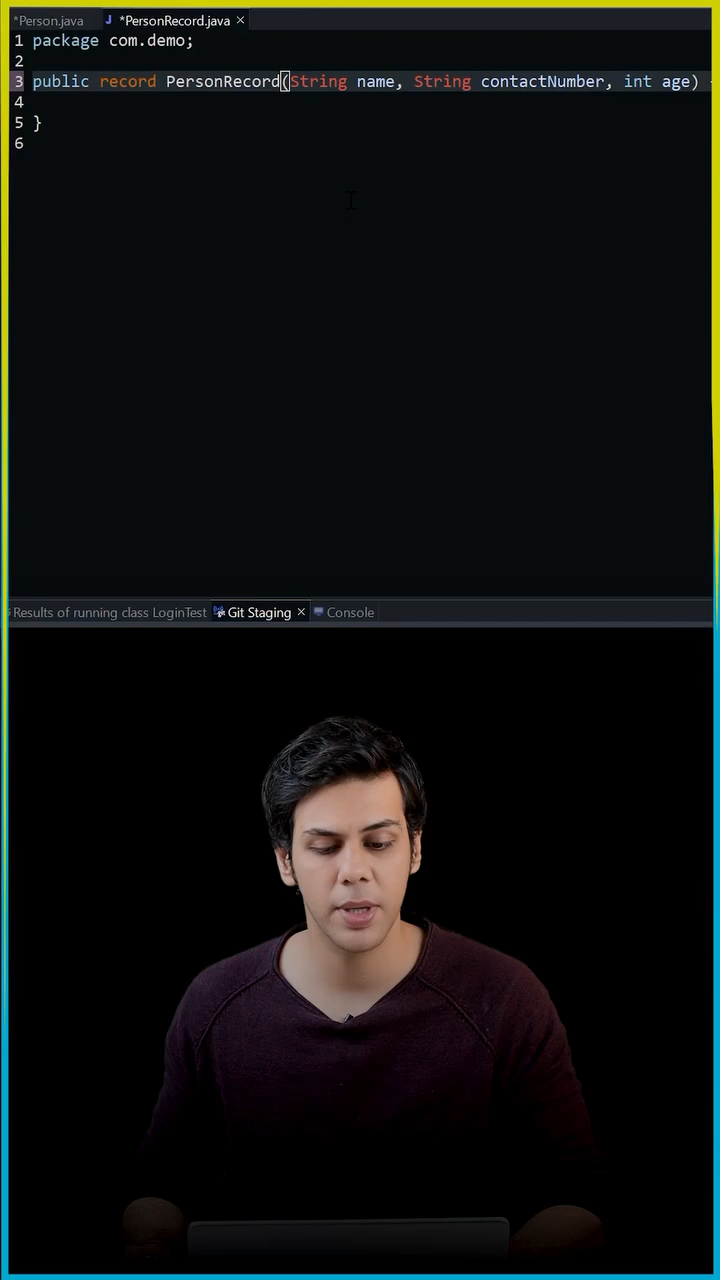 *Person.java J *PersonRecord.java ×
1 package com.demo;
2
3 public record PersonRecord(String name, String contactNumber, int age)
4
5 }
6
Results of running class LoginTest Git Staging × Console